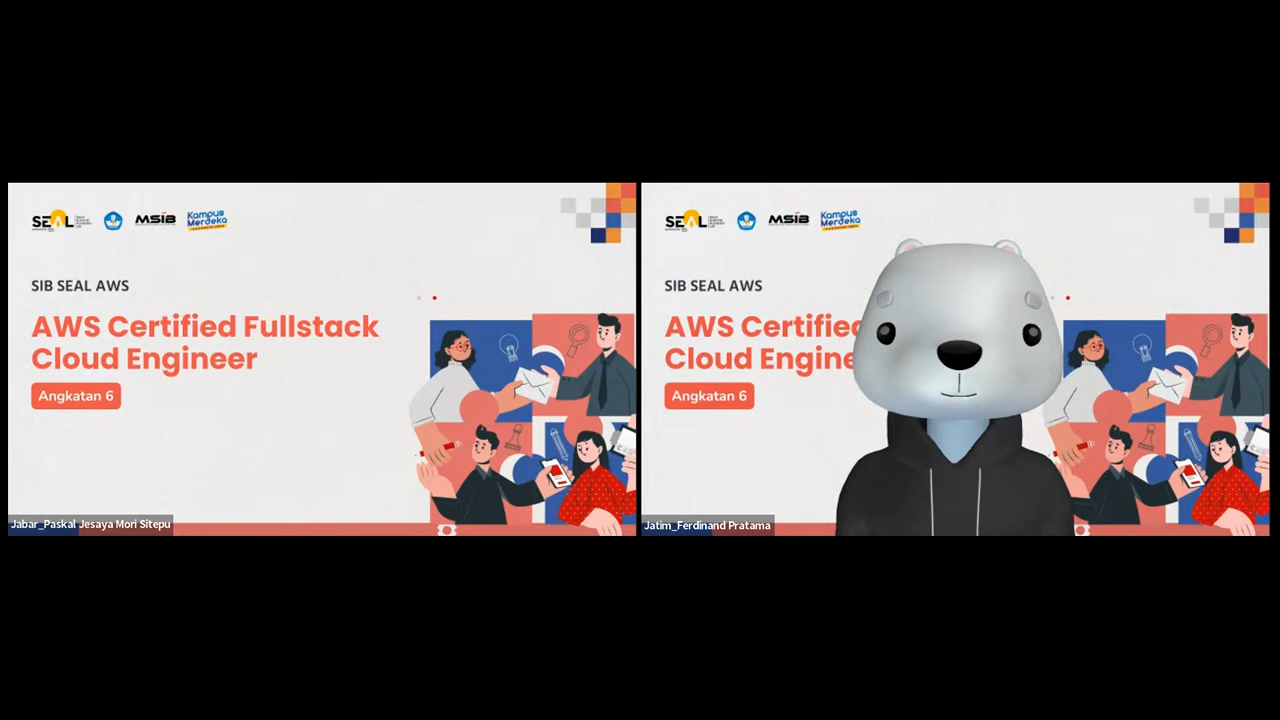 SEAL
MSIB
Kampus
Merdeka
SIB SEAL AWS
AWS Certified Fullstack
Cloud Engineer
Angkatan 6
Jabar_Paskal Jesaya Mori Sitepu
SEAL
MSIB
Kampus
Merdeka
SIB SEAL AWS
AWS Certified
Cloud Engine
Angkatan 6
Jatim_Ferdinand Pratama